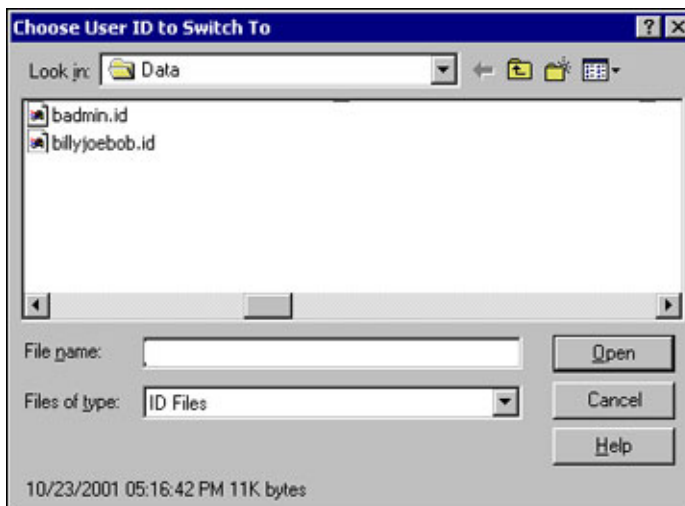 Choose User ID to Switch To
Look in: Data
badmin.id
billyjoebob.id
File name: Open
Files of type: ID Files Cancel
Help
10/23/2001 05:16:42 PM 11K bytes